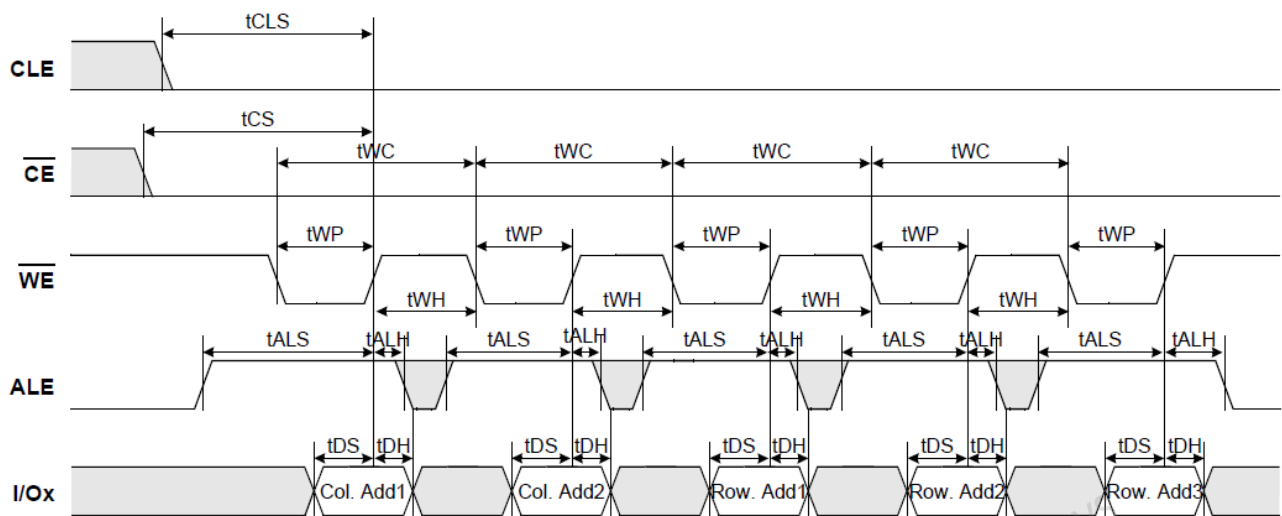 tCLS
CLE
tCS
CE
tWC tWC tWC tWC
tWP tWP tWP tWP tWP
WE
tWH tWH tWH tWH
tALS tALH tALS tALH tALS tALH tALS tALH tALS tALH
ALE
tDS tDH tDS tDH tDS tDH tDS tDH tDS tDH
I/Ox Col. Add1 Col. Add2 Row. Add1 Row. Add2 Row. Add3